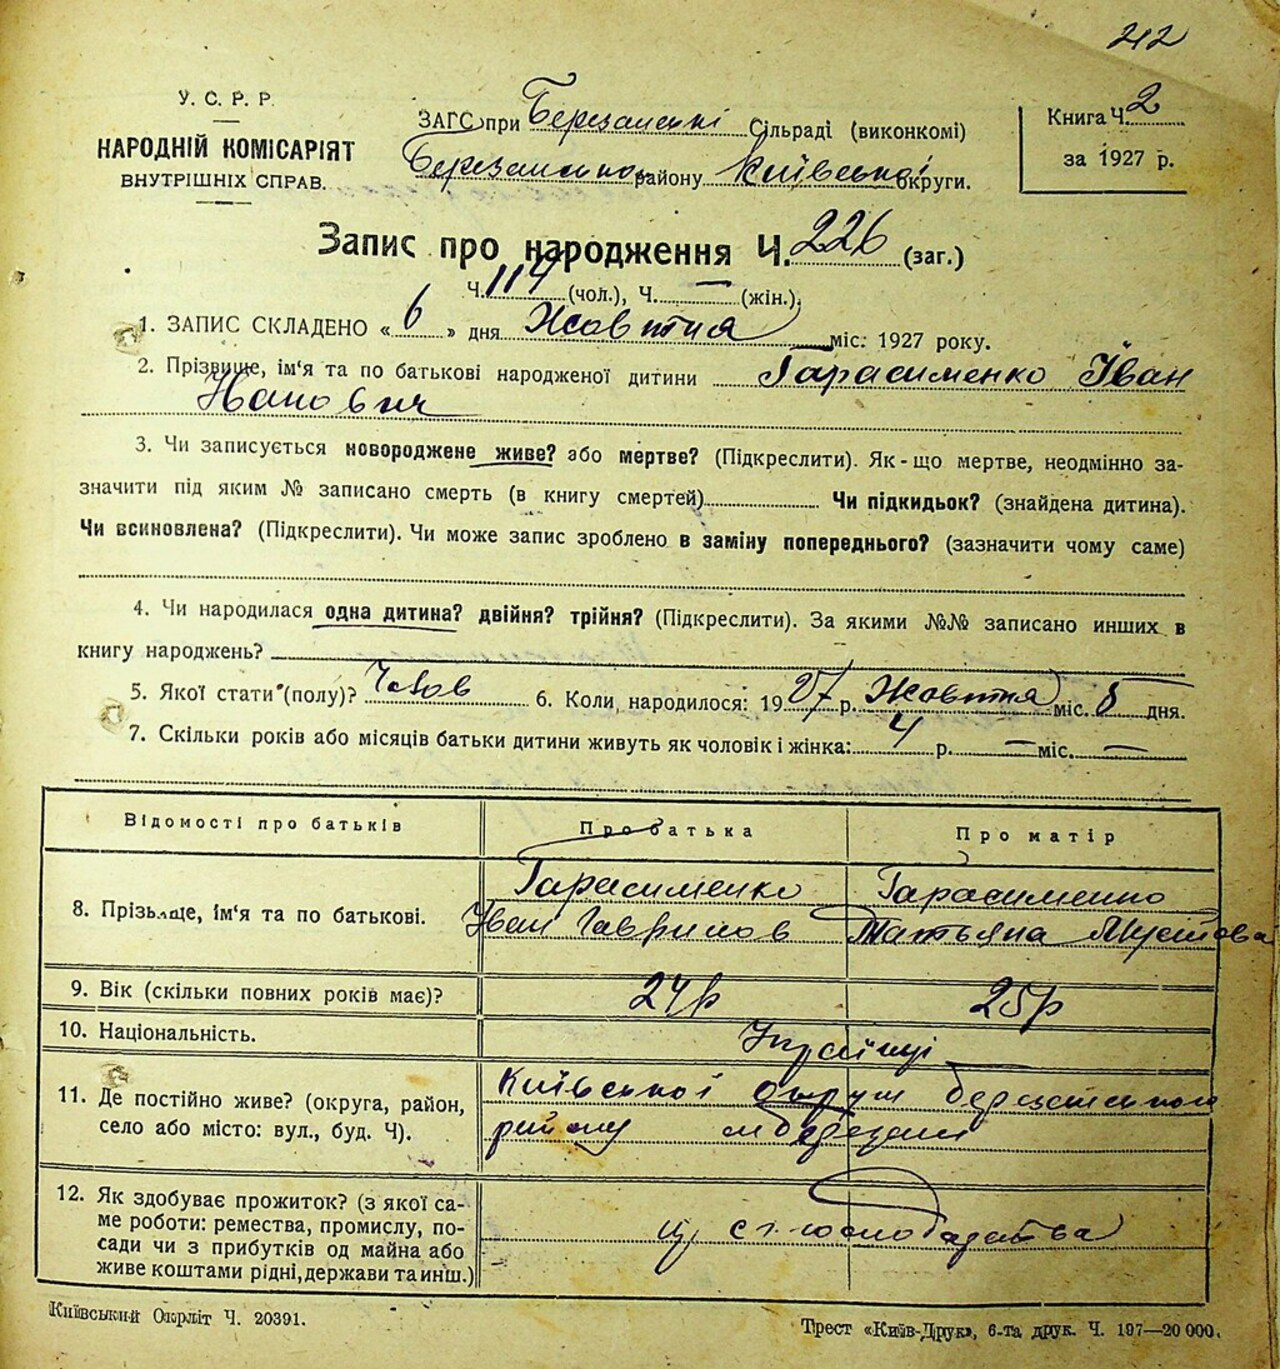 212
У. С. Р. Р.
НАРОДНІЙ КОМІСАРІЯТ
ВНУТРІШНІХ СПРАВ.
ЗАГС при Березанські Сільраді (виконкомі)
Березанськог району Київської округи.
Книга Ч. 2
за 1927 р.
Запис про народження Ч. 226 (заг.)
Ч. 114 (чол.), Ч. — (жін.).
1. ЗАПИС СКЛАДЕНО « 6 » дня Жовтня міс. 1927 року.
2. Прізвище, ім'я та по батькові народженої дитини Гарасименко Іван
Іванович
3. Чи записується новороджене живе? або мертве? (Підкреслити). Як-що мертве, неодмінно за-
значити під яким № записано смерть (в книгу смертей) Чи підкидьок? (знайдена дитина).
Чи всиновлена? (Підкреслити). Чи може запис зроблено в заміну попереднього? (зазначити чому саме)
4. Чи народилася одна дитина? двійня? трійня? (Підкреслити). За якими №№ записано инших в
книгу народжень?
5. Якої стати (полу)? Чолов 6. Коли народилося: 1927 р. Жовтня міс. 5 дня.
7. Скільки років або місяців батьки дитини живуть як чоловік і жінка: 4 р. — міс. —
Відомості про батьків Про батька Про матір
8. Прізвище, ім'я та по батькові. Гарасименко Іван Гаврилов Гарасименко Татьяна
9. Вік (скільки повних років має)? 24 р 25 р
10. Національність. Українці
11. Де постійно живе? (округа, район, Київської округи Березанського
село або місто: вул., буд. Ч). району м Березані
12. Як здобуває прожиток? (з якої са-
ме роботи: ремества, промислу, по-
сади чи з прибутків од майна або
живе коштами рідні, держави та инш.)
із с. господарства
Київський Окрліт Ч. 20391.
Трест «Київ-Друк», 6-та друк. Ч. 197—20 000.